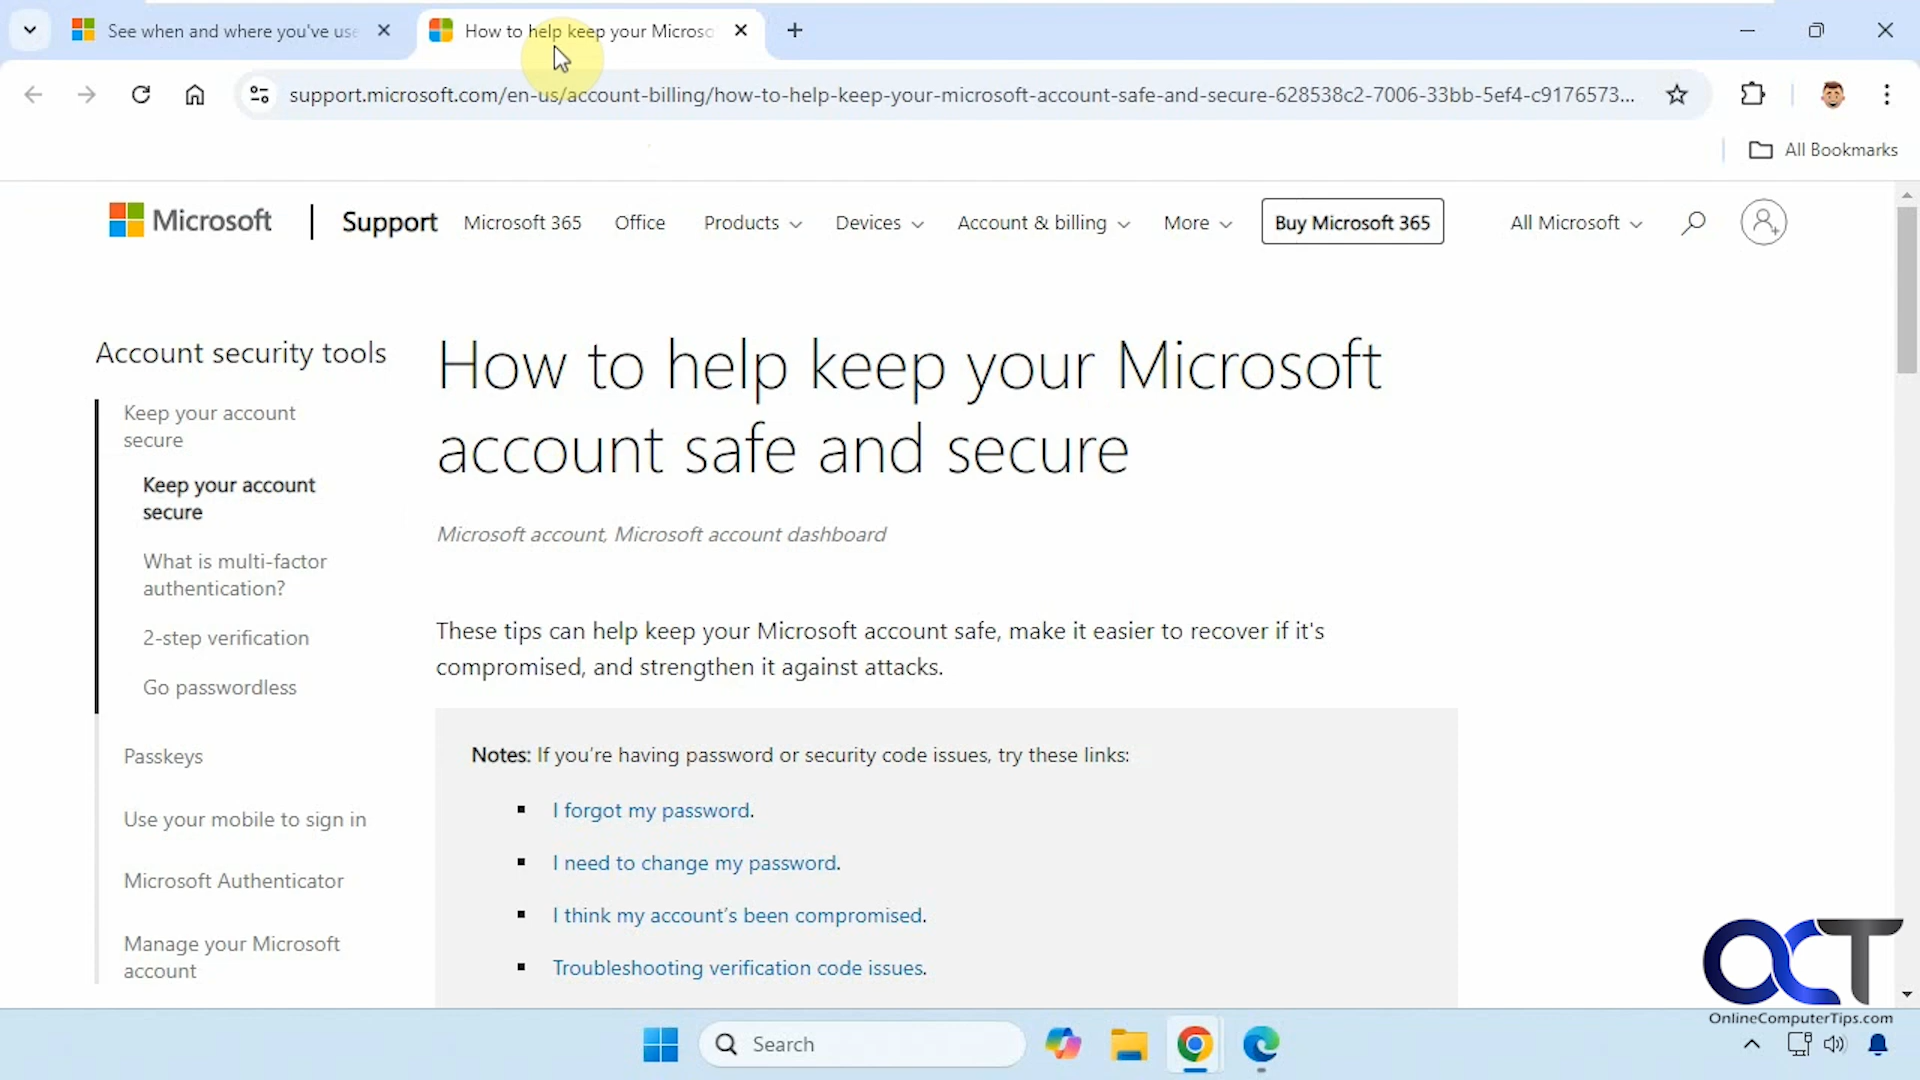 See when and where you've use
How to help keep your Microso
support.microsoft.com/en-us/account-billing/how-to-help-keep-your-microsoft-account-safe-and-secure-628538c2-7006-33bb-5ef4-c9176573...
All Bookmarks
Microsoft
Support
Microsoft 365
Office
Products
Devices
Account & billing
More
Buy Microsoft 365
All Microsoft
Account security tools
Keep your account
secure
Keep your account
secure
What is multi-factor
authentication?
2-step verification
Go passwordless
Passkeys
Use your mobile to sign in
Microsoft Authenticator
Manage your Microsoft
account
How to help keep your Microsoft
account safe and secure
Microsoft account, Microsoft account dashboard
These tips can help keep your Microsoft account safe, make it easier to recover if it's
compromised, and strengthen it against attacks.
Notes: If you're having password or security code issues, try these links:
I forgot my password.
I need to change my password.
I think my account's been compromised.
Troubleshooting verification code issues.
OCT
OnlineComputerTips.com
Search